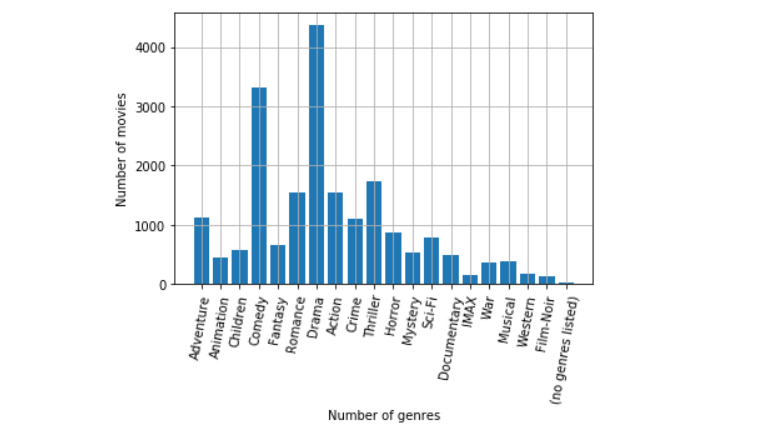 4000
3000
2000
1000
0
Number of movies
Adventure
Animation
Children
Comedy
Fantasy
Romance
Drama
Action
Crime
Thriller
Horror
Mystery
Sci-Fi
Documentary
IMAX
War
Musical
Western
Film-Noir
(no genres listed)
Number of genres